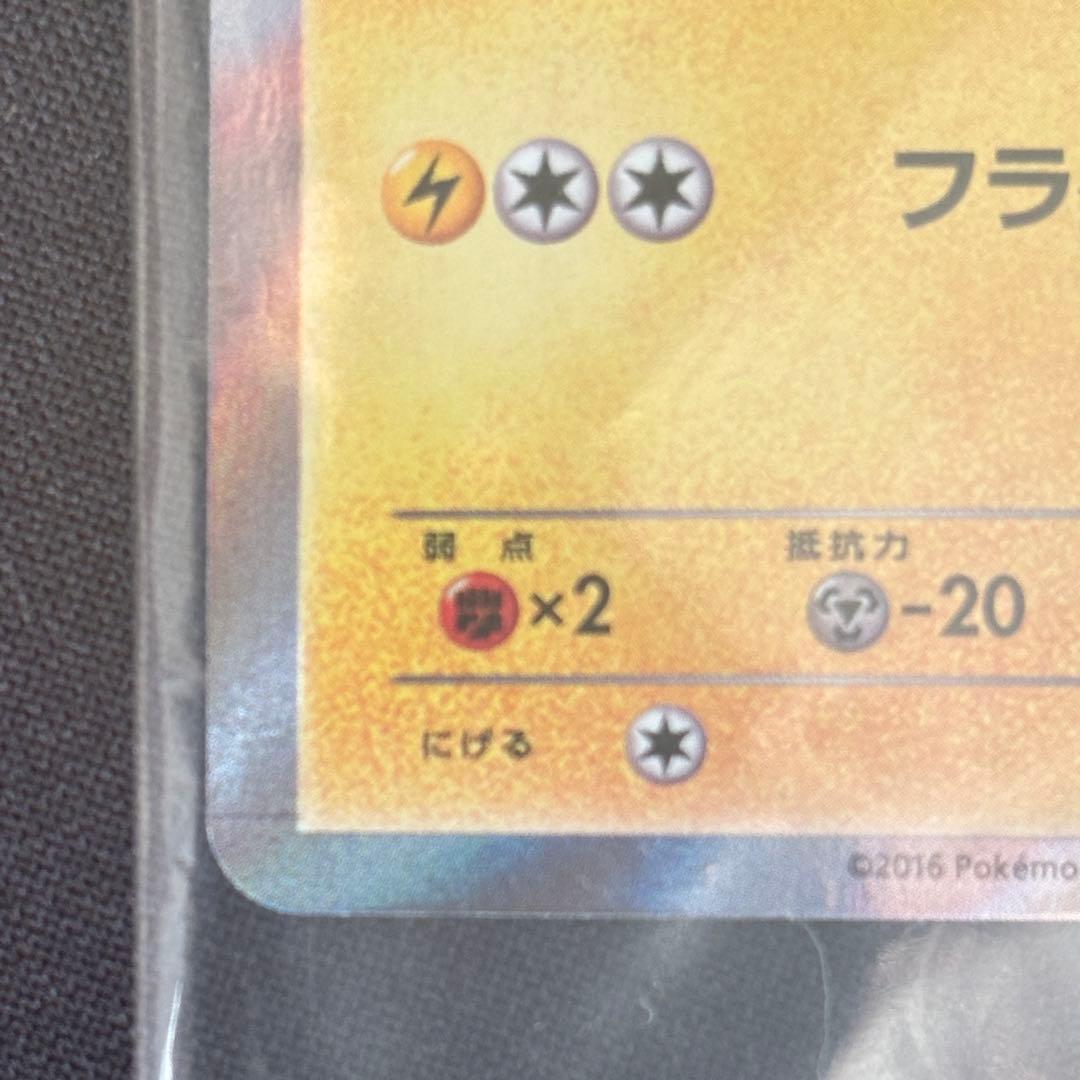 フラ
弱 点 抵抗力
×2 -20
にげる
©2016 Pokémo